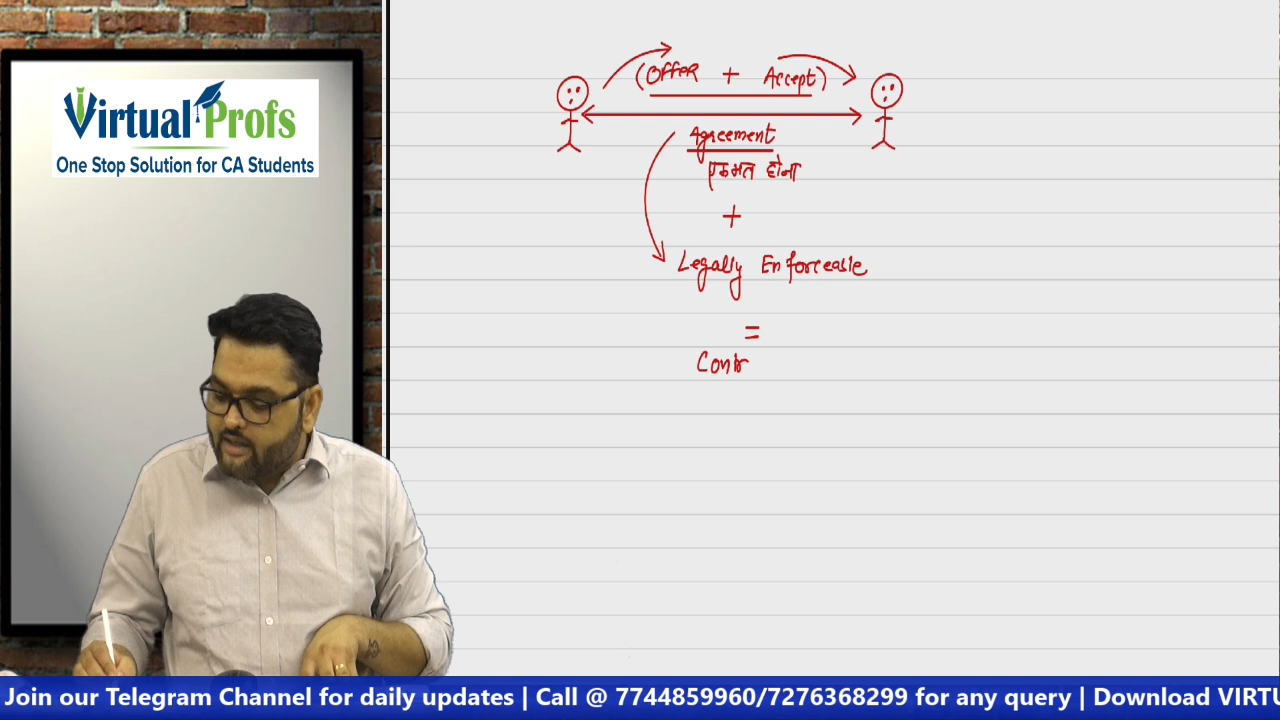 Virtual Profs
One Stop Solution for CA Students
(Offer + Accept)
Agreement
एकमत होना
+
Legally Enforceable
=
Contr
Join our Telegram Channel for daily updates | Call @ 7744859960/7276368299 for any query | Download VIRTU